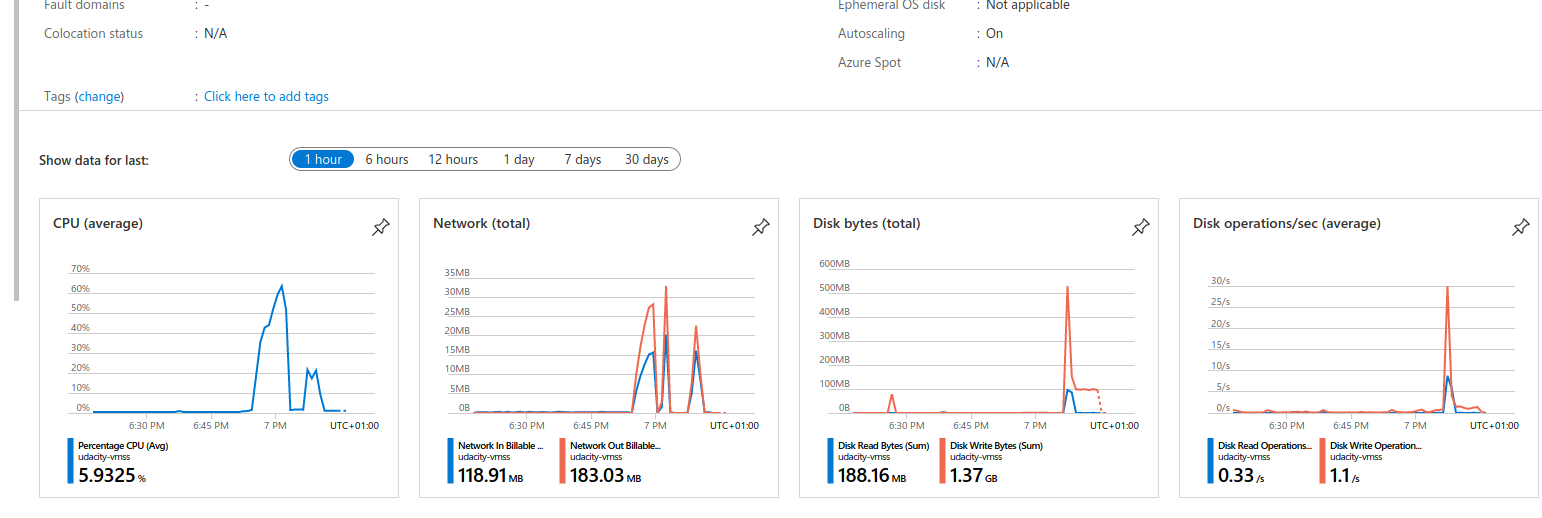 Fault domains : -
Ephemeral OS disk : Not applicable
Colocation status : N/A
Autoscaling : On
Azure Spot : N/A
Tags (change) : Click here to add tags
Show data for last:
1 hour 6 hours 12 hours 1 day 7 days 30 days
CPU (average)
70%
60%
50%
40%
30%
20%
10%
0%
6:30 PM 6:45 PM 7 PM UTC+01:00
Percentage CPU (Avg)
udacity-vmss
5.9325 %
Network (total)
35MB
30MB
25MB
20MB
15MB
10MB
5MB
0B
6:30 PM 6:45 PM 7 PM UTC+01:00
Network In Billable ...
udacity-vmss
118.91 MB
Network Out Billable...
udacity-vmss
183.03 MB
Disk bytes (total)
600MB
500MB
400MB
300MB
200MB
100MB
0B
6:30 PM 6:45 PM 7 PM UTC+01:00
Disk Read Bytes (Sum)
udacity-vmss
188.16 MB
Disk Write Bytes (Sum)
udacity-vmss
1.37 GB
Disk operations/sec (average)
30/s
25/s
20/s
15/s
10/s
5/s
0/s
6:30 PM 6:45 PM 7 PM UTC+01:00
Disk Read Operations...
udacity-vmss
0.33 /s
Disk Write Operation...
udacity-vmss
1.1 /s